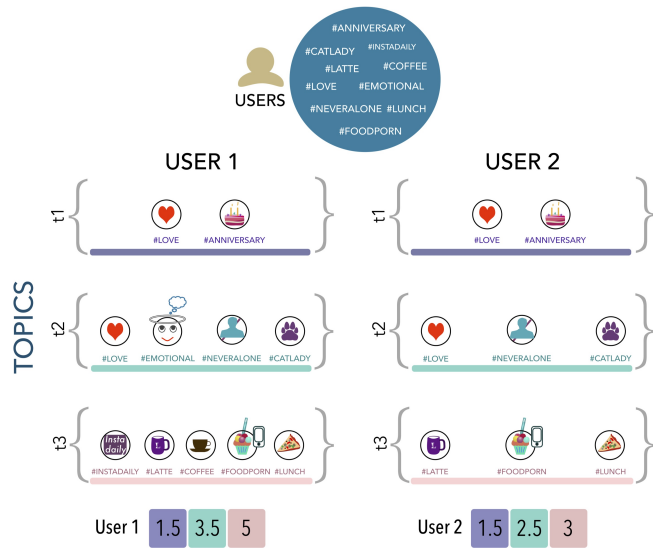 #ANNIVERSARY
#CATLADY #INSTADAILY
#LATTE #COFFEE
#LOVE #EMOTIONAL
USERS
#NEVERALONE #LUNCH
#FOODPORN
USER 1 USER 2
TOPICS
t1
#LOVE #ANNIVERSARY
t1
#LOVE #ANNIVERSARY
t2
#LOVE #EMOTIONAL #NEVERALONE #CATLADY
t2
#LOVE #NEVERALONE #CATLADY
t3
Insta
daily
#INSTADAILY #LATTE #COFFEE #FOODPORN #LUNCH
t3
#LATTE #FOODPORN #LUNCH
User 1 1.5 3.5 5
User 2 1.5 2.5 3